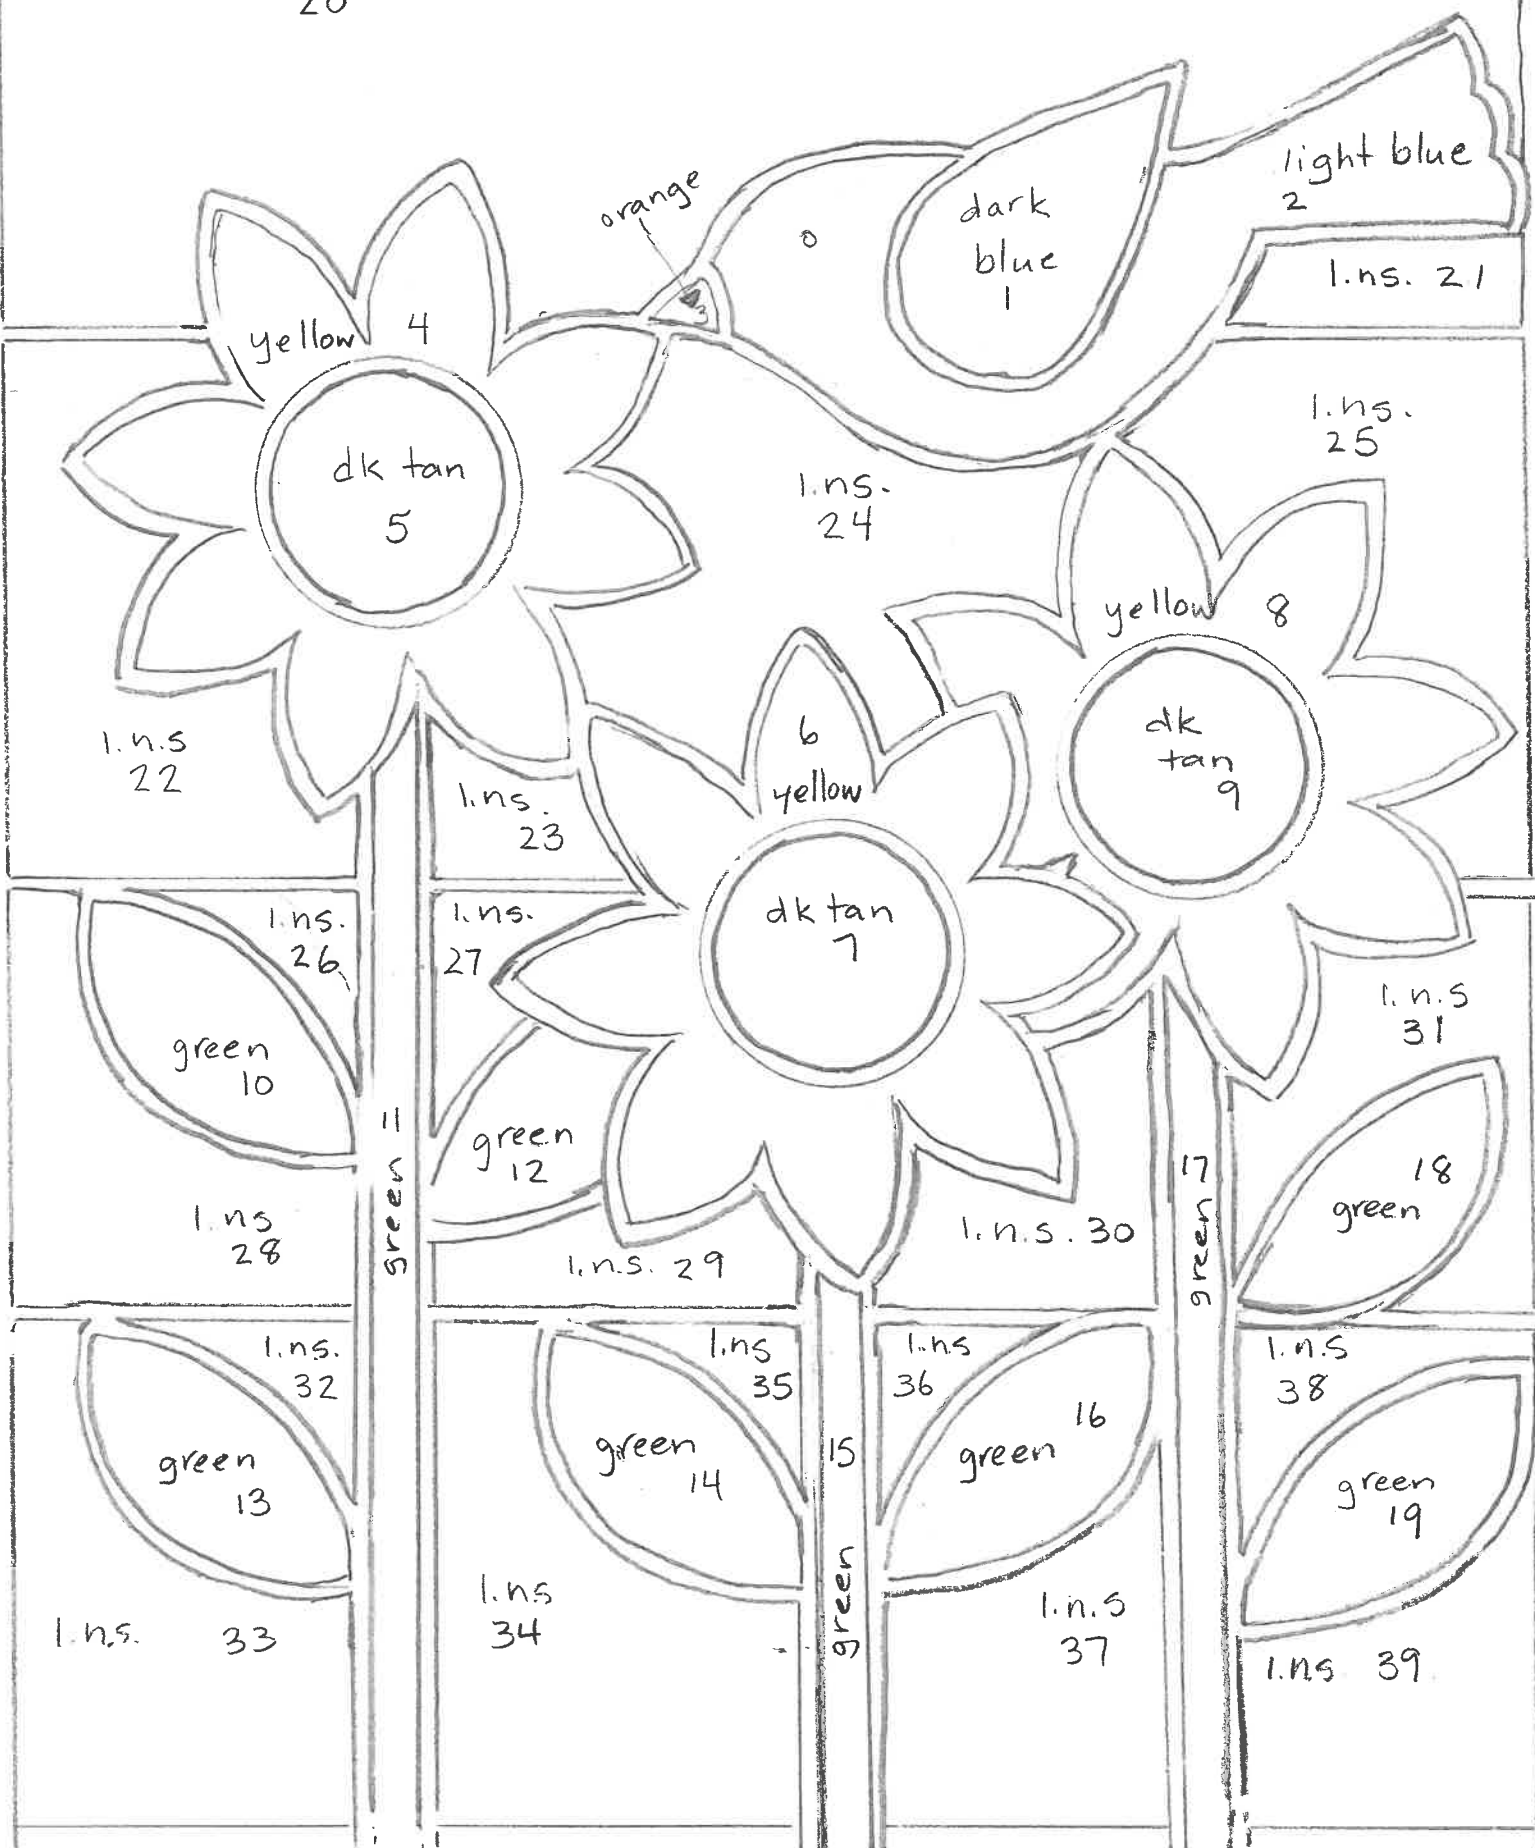 20
light blue
2
orange
dark
blue
1
3
l.ns. 21
yellow 4
l.ns.
25
dk tan
5
l.ns.
24
yellow 8
dk
tan
9
6
yellow
l.n.s
22
l.ns.
23
dk tan
7
l.ns.
26
l.ns.
27
l.n.s
31
green
10
green 11
green
12
green 17
18
green
l.ns
28
l.n.s. 29
l.n.s. 30
l.ns.
32
l.ns
35
l.ns
36
l.n.s
38
green
13
green
14
15
green
16
green
green
19
l.n.s. 33
l.ns
34
l.n.s
37
l.ns 39